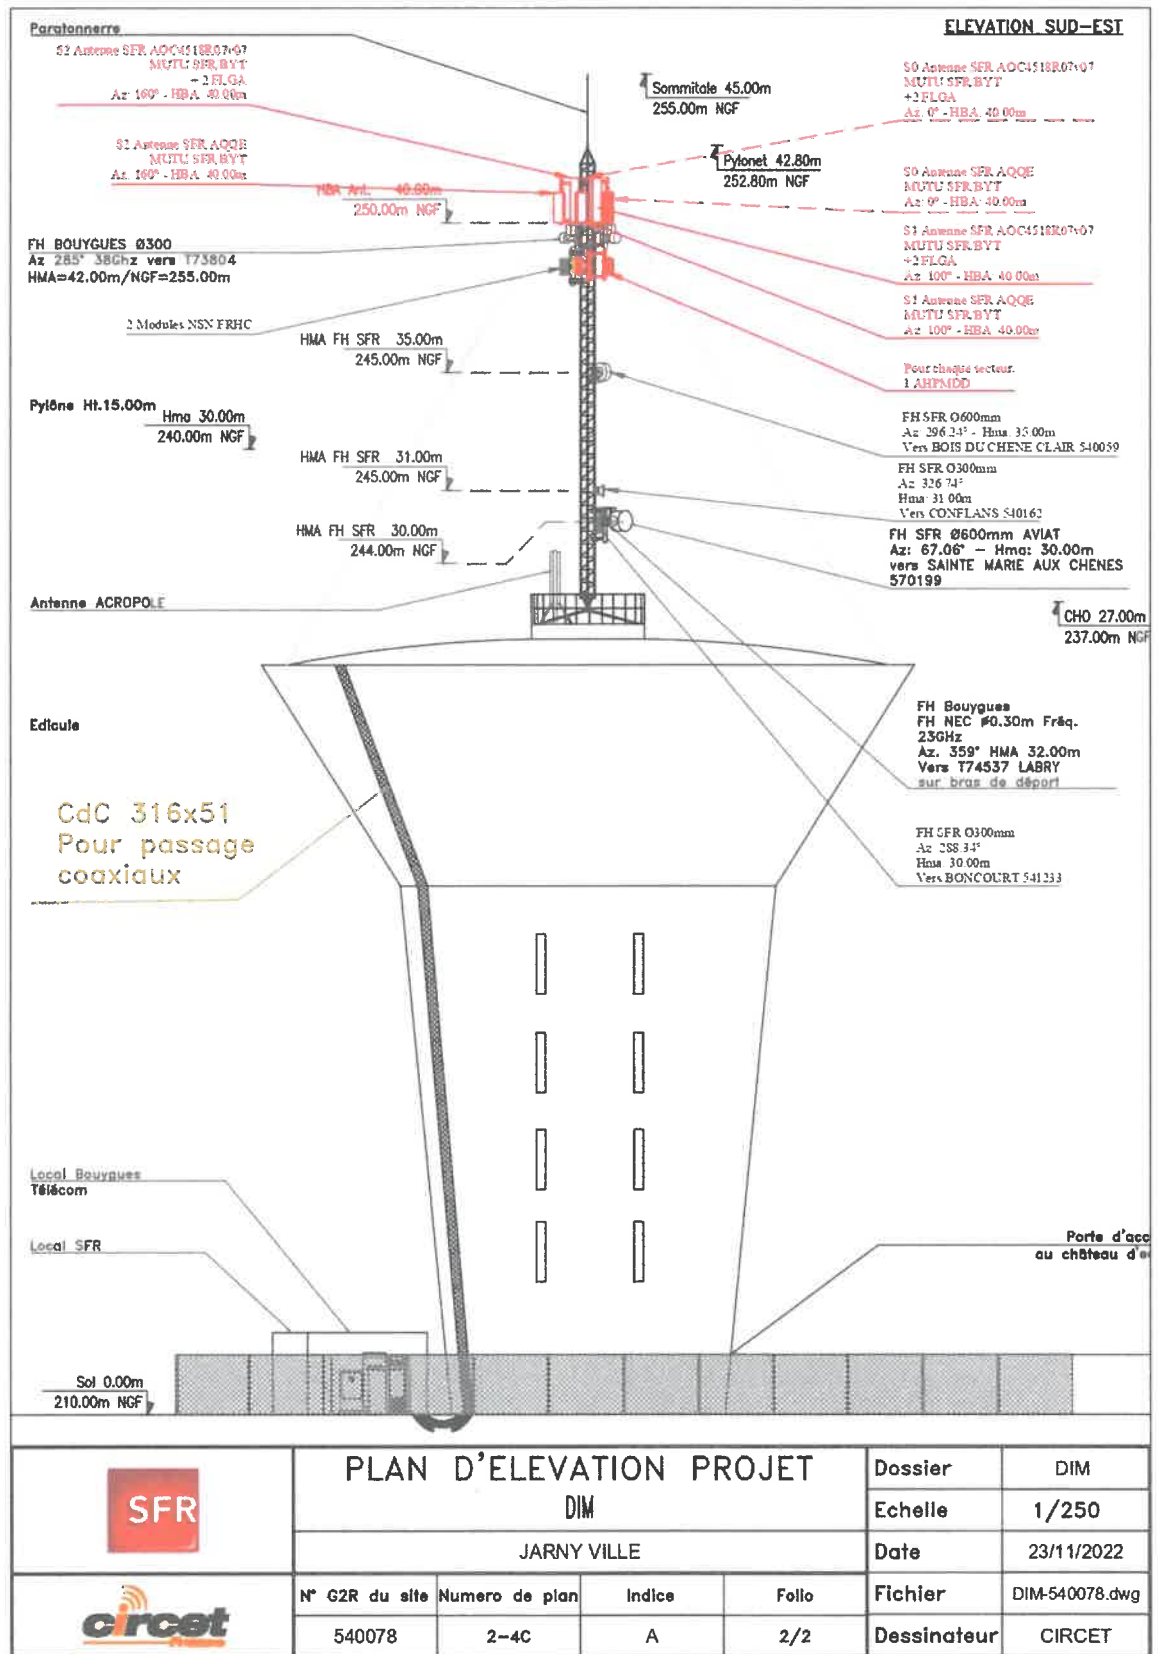 ELEVATION SUD-EST
Paratonnerre
S2 Antenne SFR AOC4518R07v07
MUTU SFR BYT
+2 FLGA
Az: 160° - HBA 40.00m
S2 Antenne SFR AQQE
MUTU SFR BYT
Az: 160° - HBA 40.00m
Sommitale 45.00m
255.00m NGF
Pylonet 42.80m
252.80m NGF
S0 Antenne SFR AOC4518R07v07
MUTU SFR BYT
+2 FLGA
Az: 0° - HBA 40.00m
S0 Antenne SFR AQQE
MUTU SFR BYT
Az: 0° - HBA 40.00m
HBA Ant. 40.00m
250.00m NGF
S1 Antenne SFR AOC4518R07v07
MUTU SFR BYT
+2 FLGA
Az: 100° - HBA 40.00m
S1 Antenne SFR AQQE
MUTU SFR BYT
Az: 100° - HBA 40.00m
FH BOUYGUES Ø300
Az 285° 38Ghz vers T73804
HMA=42.00m/NGF=255.00m
2 Modules NSN FRHC
HMA FH SFR 35.00m
245.00m NGF
Pour chaque secteur:
1 AHPMDD
Pylône Ht.15.00m
Hma 30.00m
240.00m NGF
FH SFR O600mm
Az: 296.24° - Hma: 35.00m
Vers BOIS DU CHENE CLAIR 540059
HMA FH SFR 31.00m
245.00m NGF
FH SFR O300mm
Az: 326.74°
Hma: 31.00m
Vers CONFLANS 540162
HMA FH SFR 30.00m
244.00m NGF
FH SFR Ø600mm AVIAT
Az: 67.06° - Hma: 30.00m
vers SAINTE MARIE AUX CHENES
570199
Antenne ACROPOLE
CHO 27.00m
237.00m NGF
Edicule
FH Bouygues
FH NEC Ø0.30m Fréq.
23GHz
Az. 359° HMA 32.00m
Vers T74537 LABRY
sur bras de déport
CdC 316x51
Pour passage
coaxiaux
FH SFR O300mm
Az: 288.34°
Hma: 30.00m
Vers BONCOURT 541233
Local Bouygues
Télécom
Local SFR
Porte d'acc
au château d'e
Sol 0.00m
210.00m NGF
SFR
circet
France
PLAN D'ELEVATION PROJET
DIM
JARNY VILLE
N° G2R du site Numero de plan Indice Folio
540078 2-4C A 2/2
Dossier DIM
Echelle 1/250
Date 23/11/2022
Fichier DIM-540078.dwg
Dessinateur CIRCET